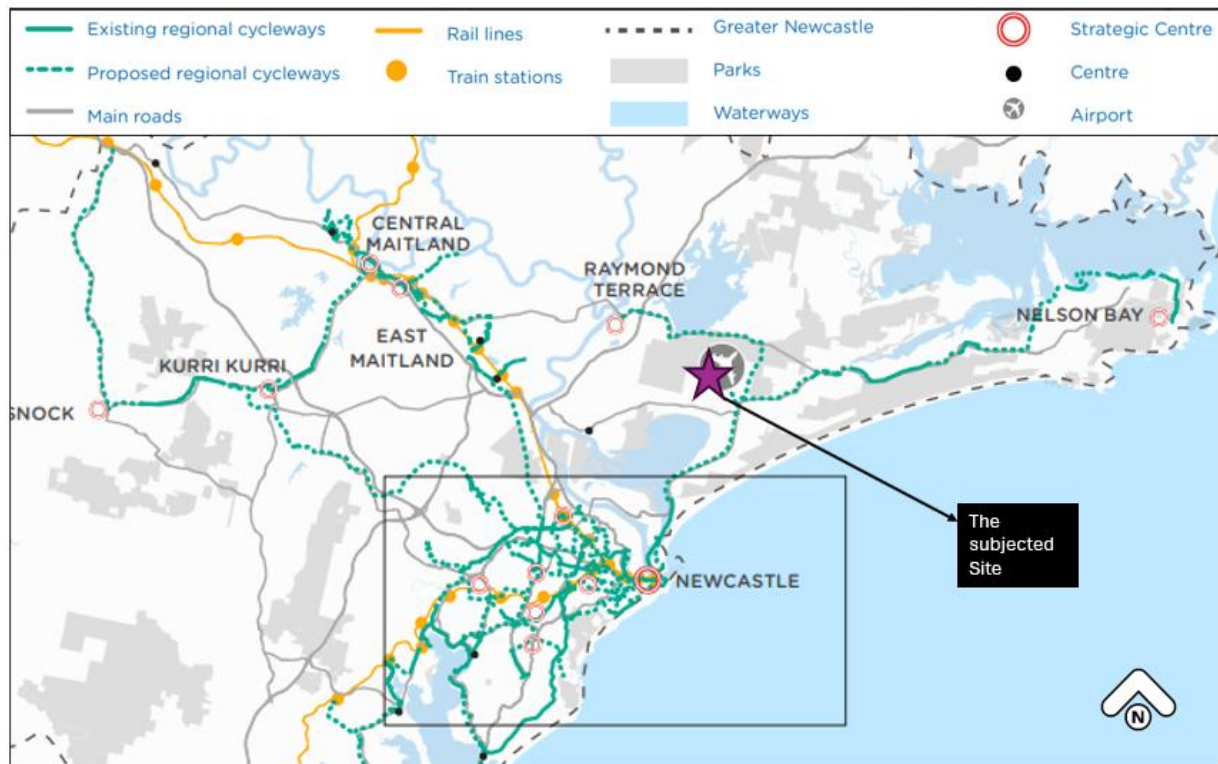 Existing regional cycleways
Rail lines
Greater Newcastle
Strategic Centre
Proposed regional cycleways
Train stations
Parks
Centre
Main roads
Waterways
Airport
CENTRAL
MAITLAND
RAYMOND
TERRACE
NELSON BAY
EAST
MAITLAND
KURRI KURRI
SNOCK
The
subjected
Site
NEWCASTLE
N